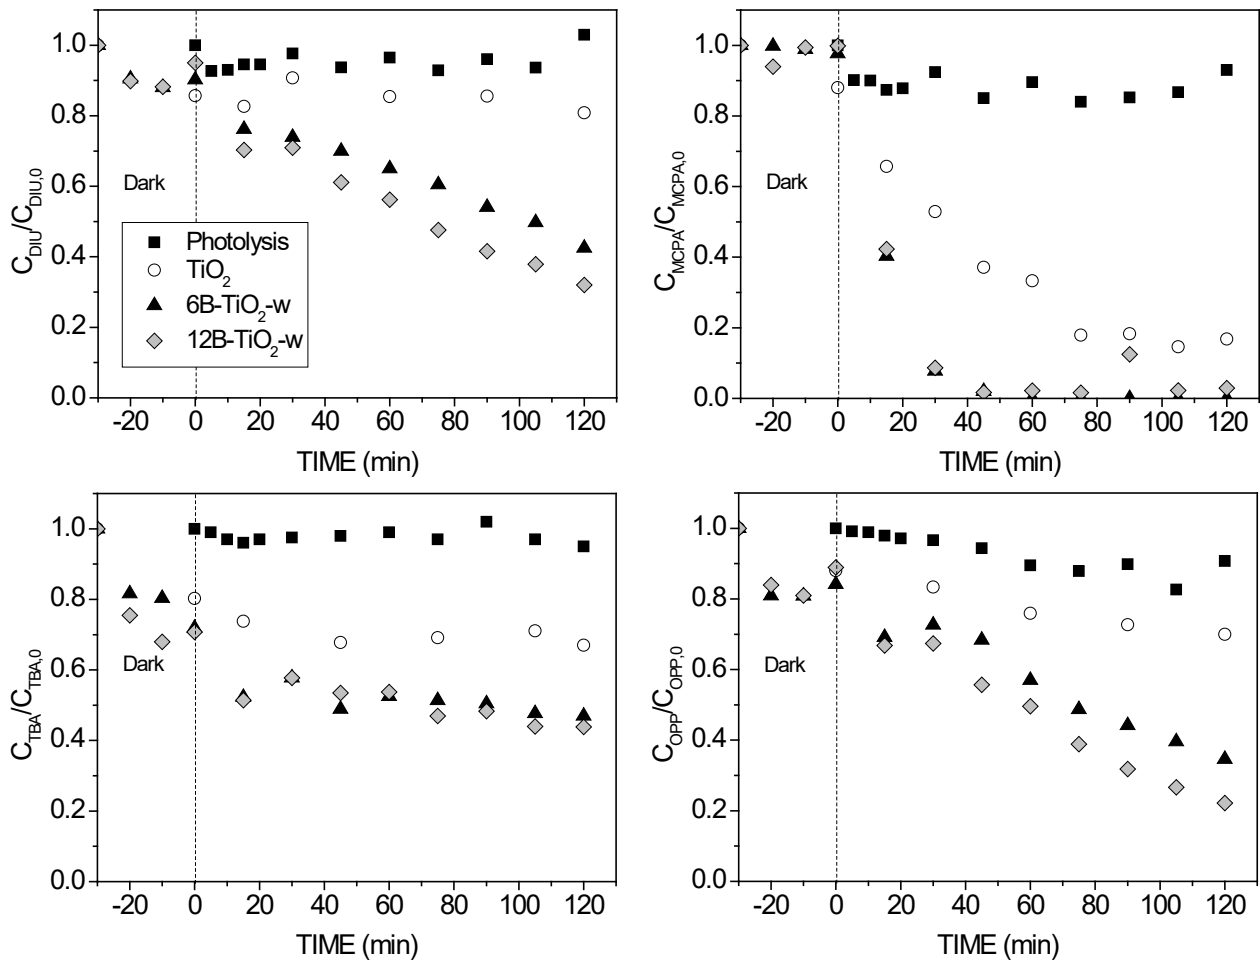 1.0
0.8
0.6
0.4
0.2
0.0
C_DIU/C_DIU,0
Dark
Photolysis
TiO2
6B-TiO2-w
12B-TiO2-w
-20 0 20 40 60 80 100 120
TIME (min)
1.0
0.8
0.6
0.4
0.2
0.0
C_MCPA/C_MCPA,0
Dark
-20 0 20 40 60 80 100 120
TIME (min)
1.0
0.8
0.6
0.4
0.2
0.0
C_TBA/C_TBA,0
Dark
-20 0 20 40 60 80 100 120
TIME (min)
1.0
0.8
0.6
0.4
0.2
0.0
C_OPP/C_OPP,0
Dark
-20 0 20 40 60 80 100 120
TIME (min)